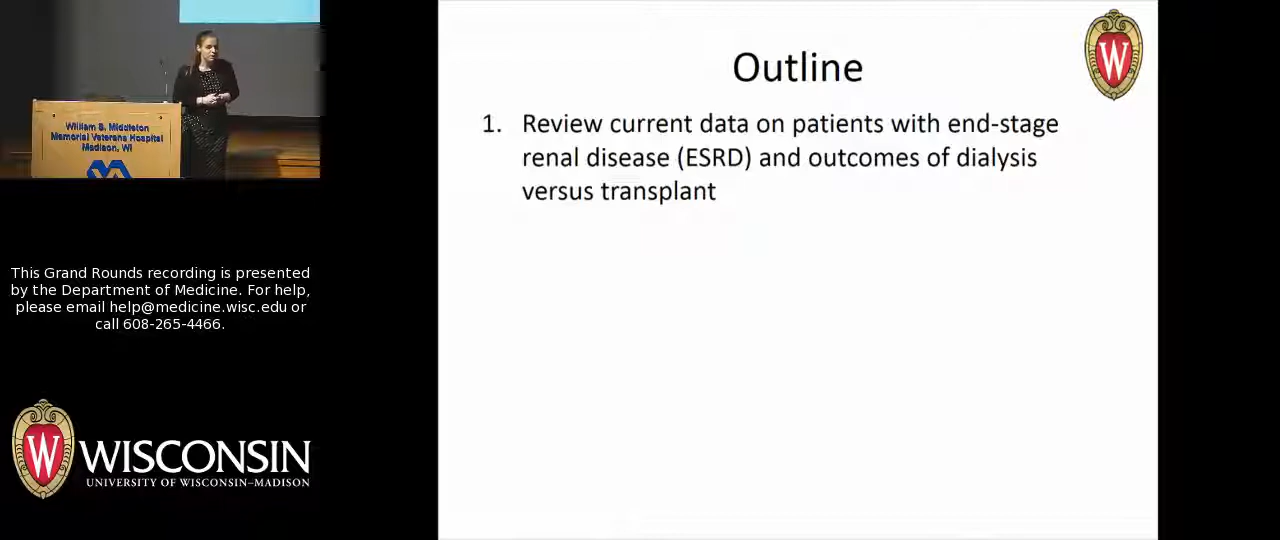 William S. Middleton
Memorial Veterans Hospital
Madison, WI
This Grand Rounds recording is presented
by the Department of Medicine. For help,
please email help@medicine.wisc.edu or
call 608-265-4466.
W
WISCONSIN
UNIVERSITY OF WISCONSIN–MADISON
Outline
W
1. Review current data on patients with end-stage
renal disease (ESRD) and outcomes of dialysis
versus transplant